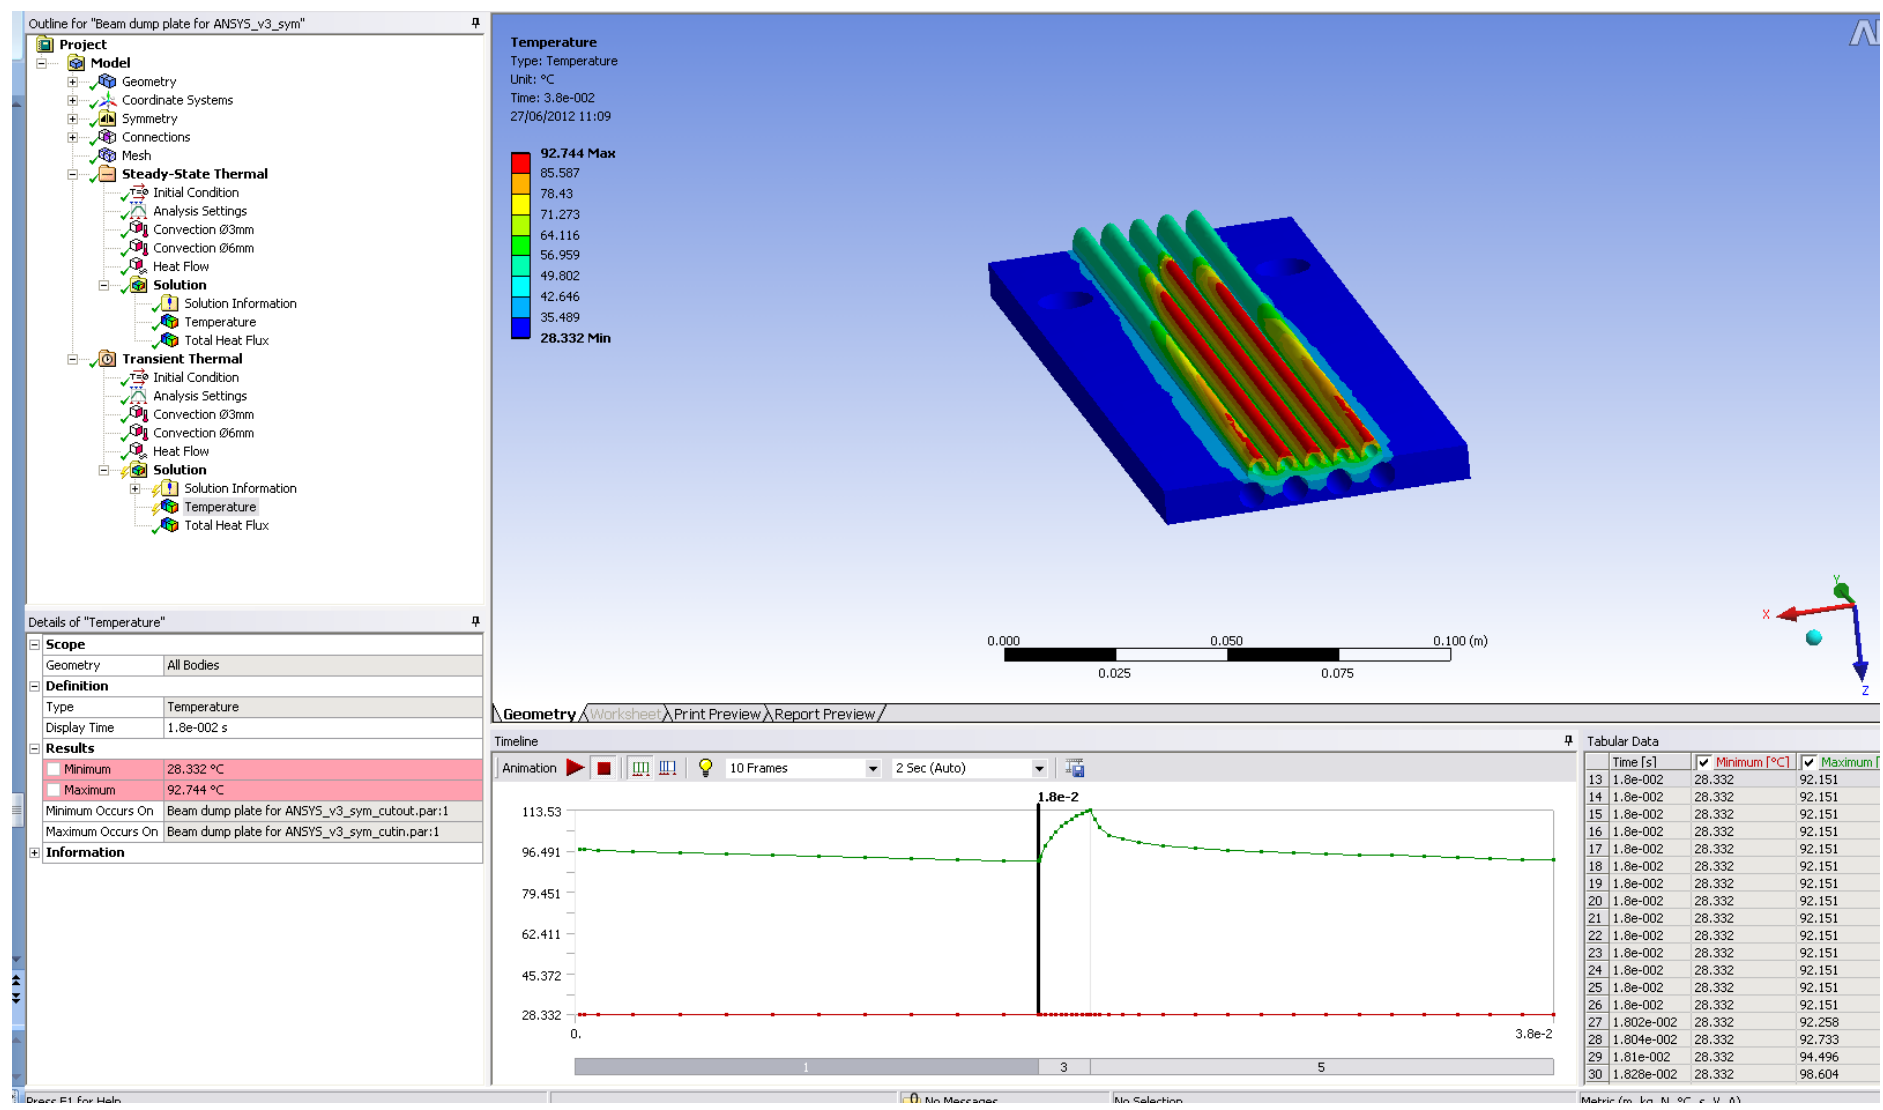 Outline for "Beam dump plate for ANSYS_v3_sym"
Project
Model
Geometry
Coordinate Systems
Symmetry
Connections
Mesh
Steady-State Thermal
Initial Condition
Analysis Settings
Convection Ø3mm
Convection Ø6mm
Heat Flow
Solution
Solution Information
Temperature
Total Heat Flux
Transient Thermal
Initial Condition
Analysis Settings
Convection Ø3mm
Convection Ø6mm
Heat Flow
Solution
Solution Information
Temperature
Total Heat Flux
Details of "Temperature"
Scope
Geometry All Bodies
Definition
Type Temperature
Display Time 1.8e-002 s
Results
Minimum 28.332 °C
Maximum 92.744 °C
Minimum Occurs On Beam dump plate for ANSYS_v3_sym_cutout.par:1
Maximum Occurs On Beam dump plate for ANSYS_v3_sym_cutin.par:1
Information
Temperature
Type: Temperature
Unit: °C
Time: 3.8e-002
27/06/2012 11:09
92.744 Max
85.587
78.43
71.273
64.116
56.959
49.802
42.646
35.489
28.332 Min
AN
Y
X
Z
0.000 0.050 0.100 (m)
0.025 0.075
Geometry Worksheet Print Preview Report Preview
Timeline
Animation 10 Frames 2 Sec (Auto)
1.8e-2
113.53
96.491
79.451
62.411
45.372
28.332
0. 3.8e-2
1 3 5
Tabular Data
Time [s] Minimum [°C] Maximum [
13 1.8e-002 28.332 92.151
14 1.8e-002 28.332 92.151
15 1.8e-002 28.332 92.151
16 1.8e-002 28.332 92.151
17 1.8e-002 28.332 92.151
18 1.8e-002 28.332 92.151
19 1.8e-002 28.332 92.151
20 1.8e-002 28.332 92.151
21 1.8e-002 28.332 92.151
22 1.8e-002 28.332 92.151
23 1.8e-002 28.332 92.151
24 1.8e-002 28.332 92.151
25 1.8e-002 28.332 92.151
26 1.8e-002 28.332 92.151
27 1.802e-002 28.332 92.258
28 1.804e-002 28.332 92.733
29 1.81e-002 28.332 94.496
30 1.828e-002 28.332 98.604
Press F1 for Help No Messages No Selection Metric (m, kg, N, °C, s, V, A)